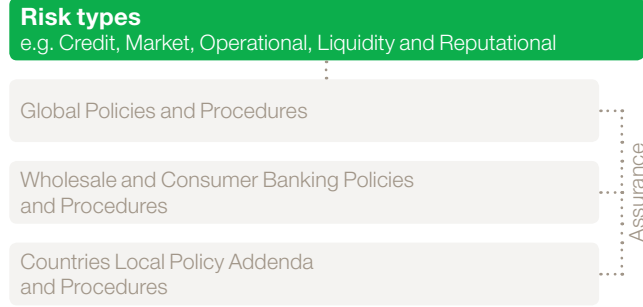 Risk types
e.g. Credit, Market, Operational, Liquidity and Reputational
Global Policies and Procedures
Wholesale and Consumer Banking Policies
and Procedures
Countries Local Policy Addenda
and Procedures
Assurance